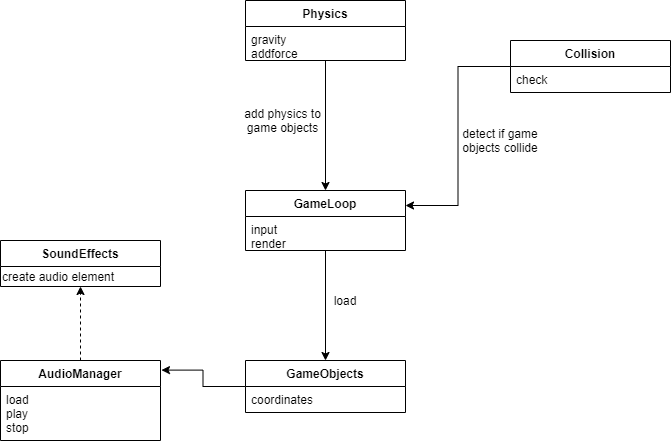 Physics
gravity
addforce
Collision
check
add physics to
game objects
detect if game
objects collide
GameLoop
input
render
SoundEffects
create audio element
load
AudioManager
load
play
stop
GameObjects
coordinates